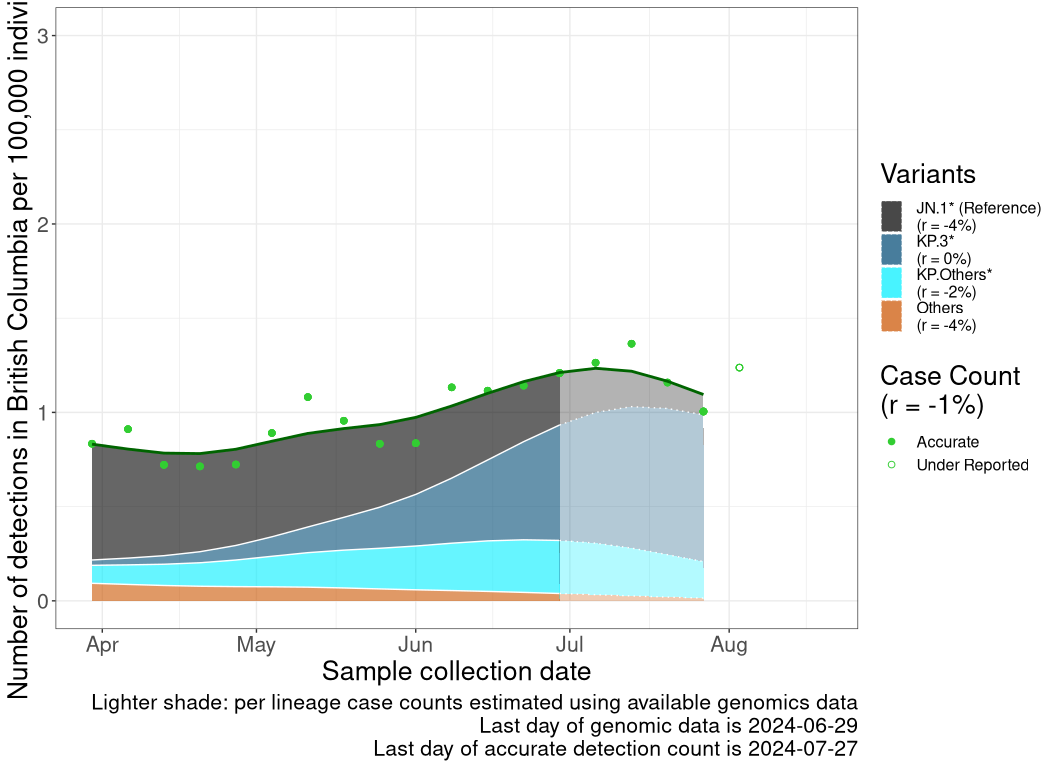 Number of detections in British Columbia per 100,000
3
2
1
0
Apr
May
Jun
Jul
Aug
Sample collection date
Lighter shade: per lineage case counts estimated using available genomics data
Last day of genomic data is 2024-06-29
Last day of accurate detection count is 2024-07-27
Variants
JN.1* (Reference)
(r = -4%)
KP.3*
(r = 0%)
KP.Others*
(r = -2%)
Others
(r = -4%)
Case Count
(r = -1%)
Accurate
Under Reported